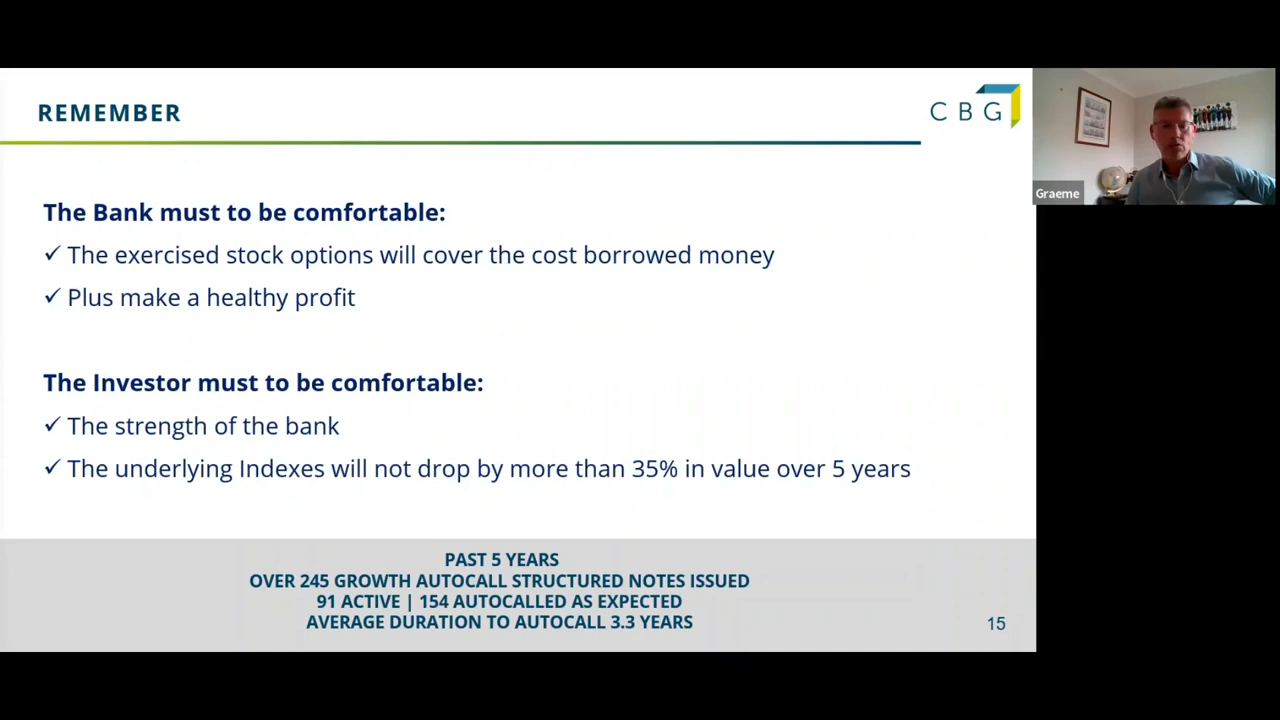 REMEMBER
CBG
Graeme
The Bank must to be comfortable:
✓ The exercised stock options will cover the cost borrowed money
✓ Plus make a healthy profit
The Investor must to be comfortable:
✓ The strength of the bank
✓ The underlying Indexes will not drop by more than 35% in value over 5 years
PAST 5 YEARS
OVER 245 GROWTH AUTOCALL STRUCTURED NOTES ISSUED
91 ACTIVE | 154 AUTOCALLED AS EXPECTED
AVERAGE DURATION TO AUTOCALL 3.3 YEARS
15